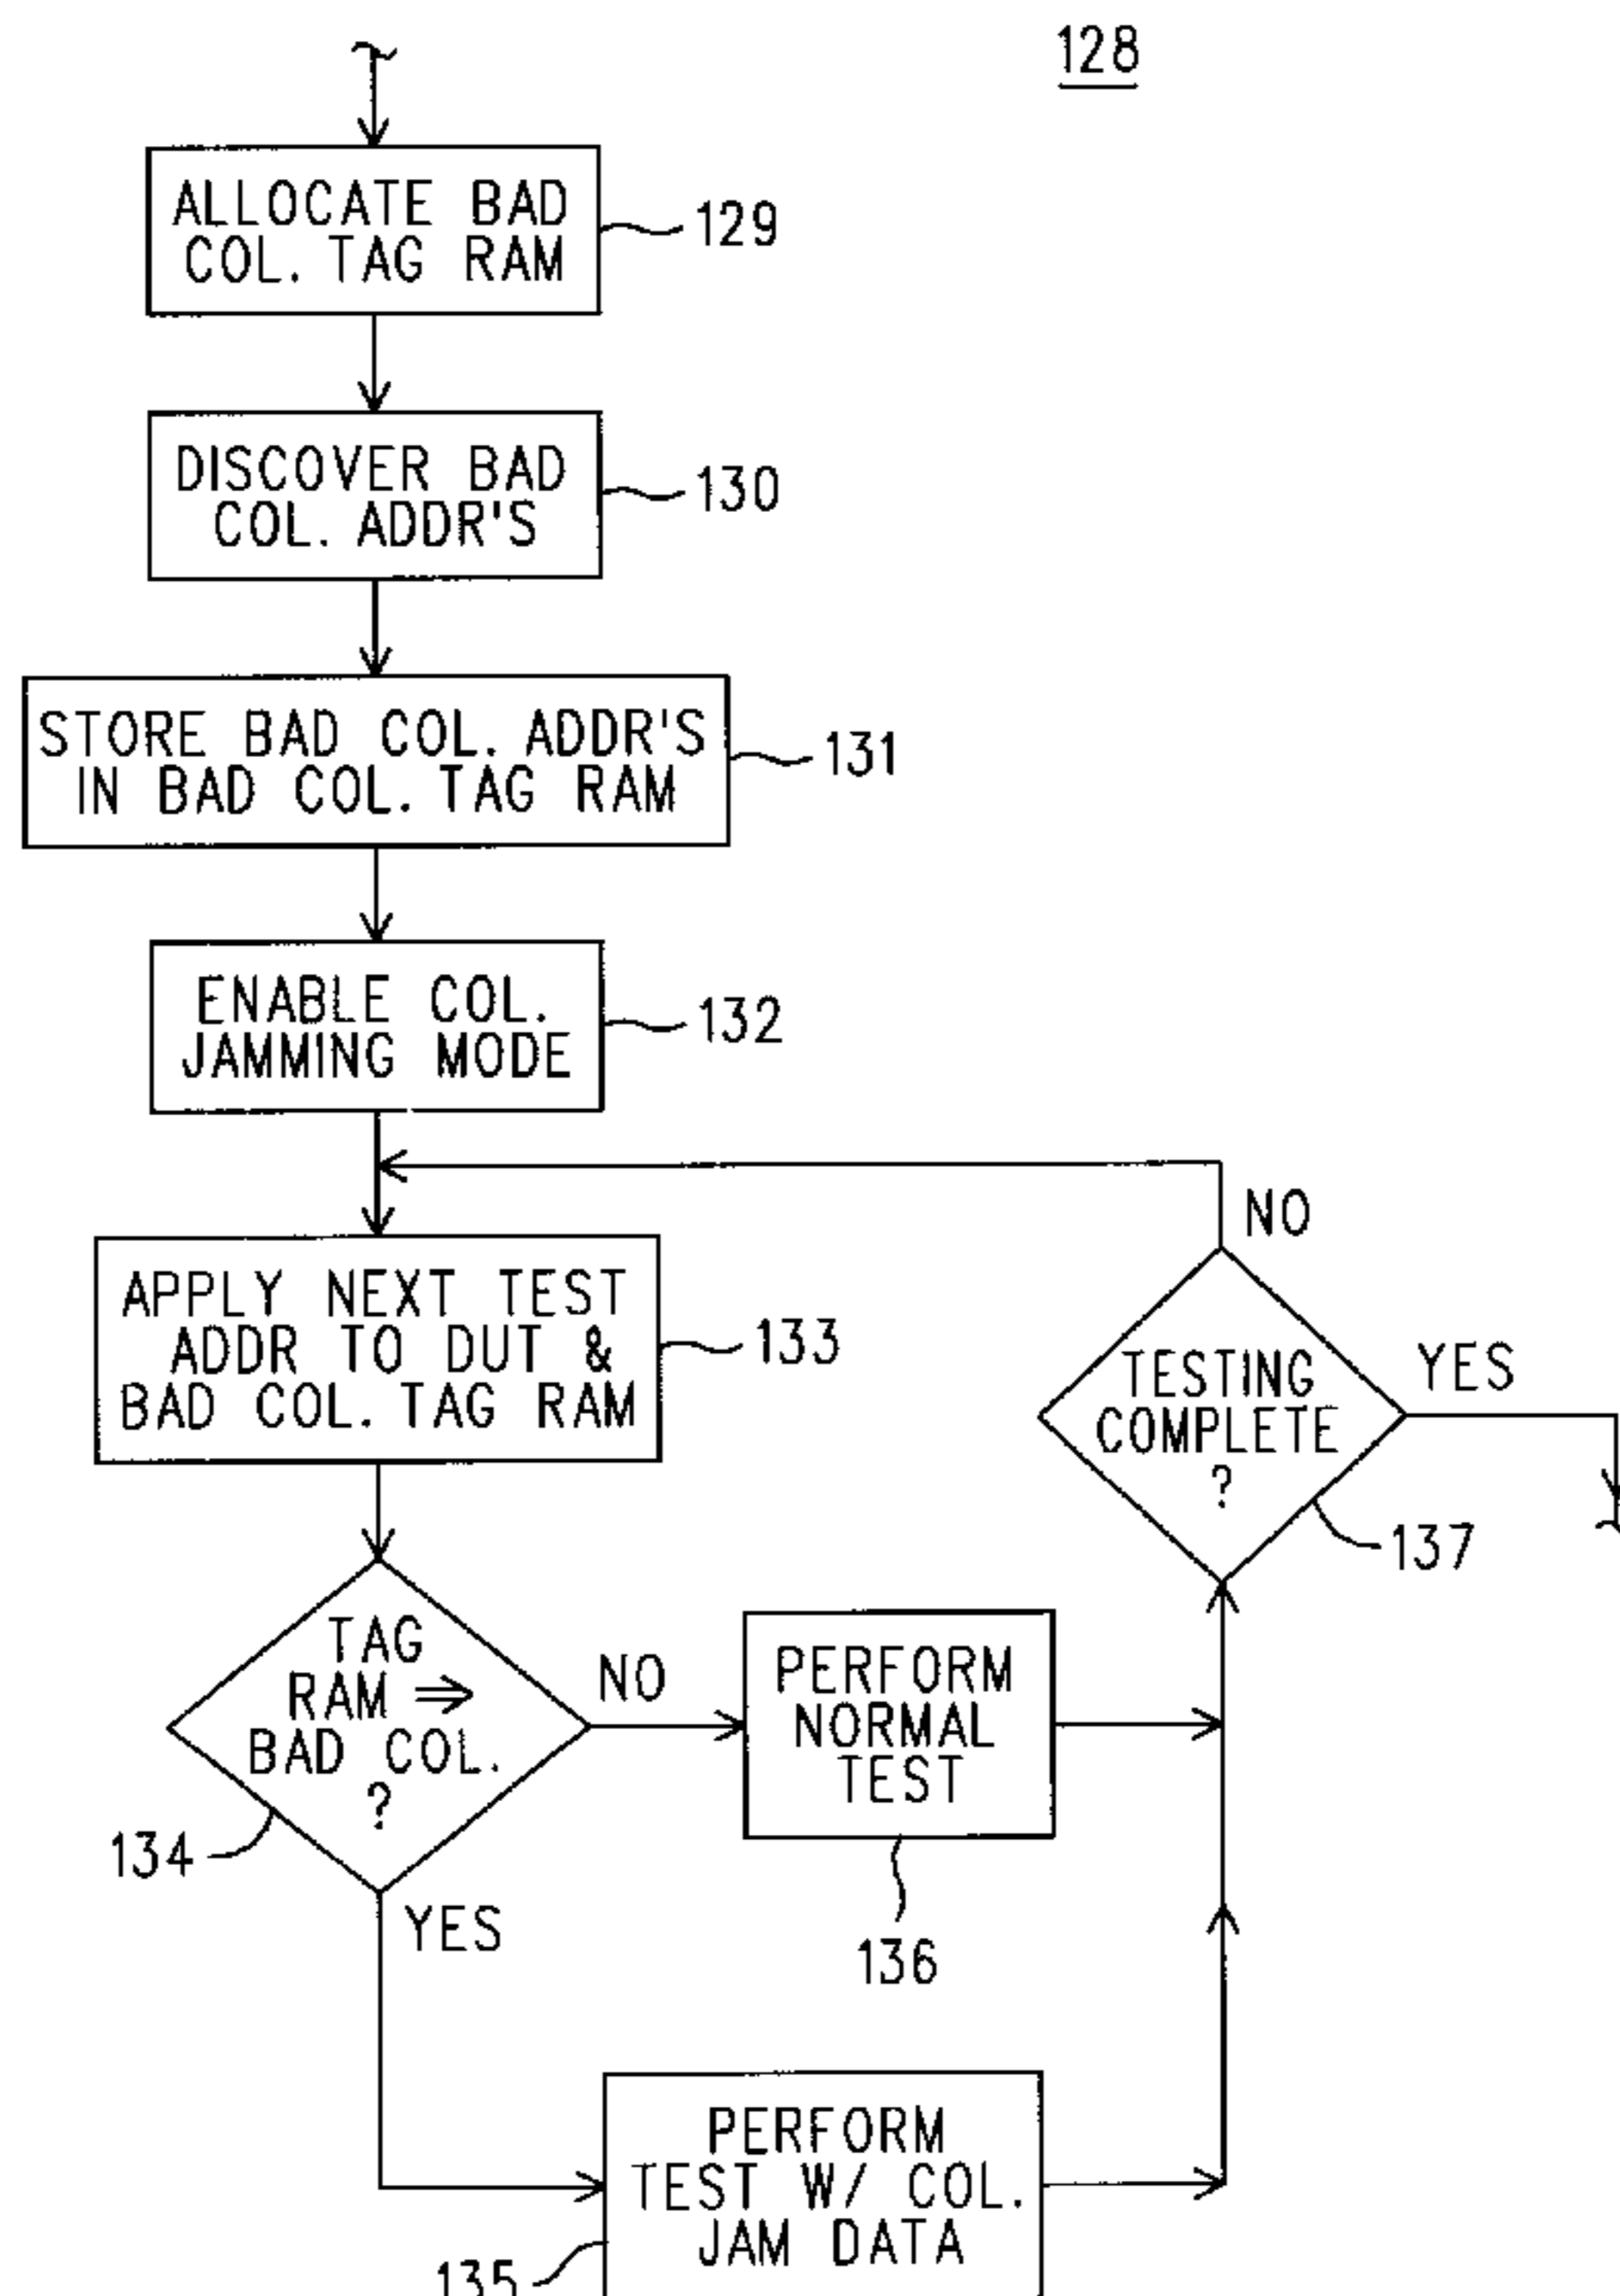 128
ALLOCATE BAD
COL. TAG RAM
129
DISCOVER BAD
COL. ADDR'S
130
STORE BAD COL. ADDR'S
IN BAD COL. TAG RAM
131
ENABLE COL.
JAMMING MODE
132
APPLY NEXT TEST
ADDR TO DUT &
BAD COL. TAG RAM
133
NO
TESTING
COMPLETE
?
YES
137
TAG
RAM ⇒
BAD COL.
?
134
NO
YES
PERFORM
NORMAL
TEST
136
PERFORM
TEST W/ COL.
JAM DATA
135